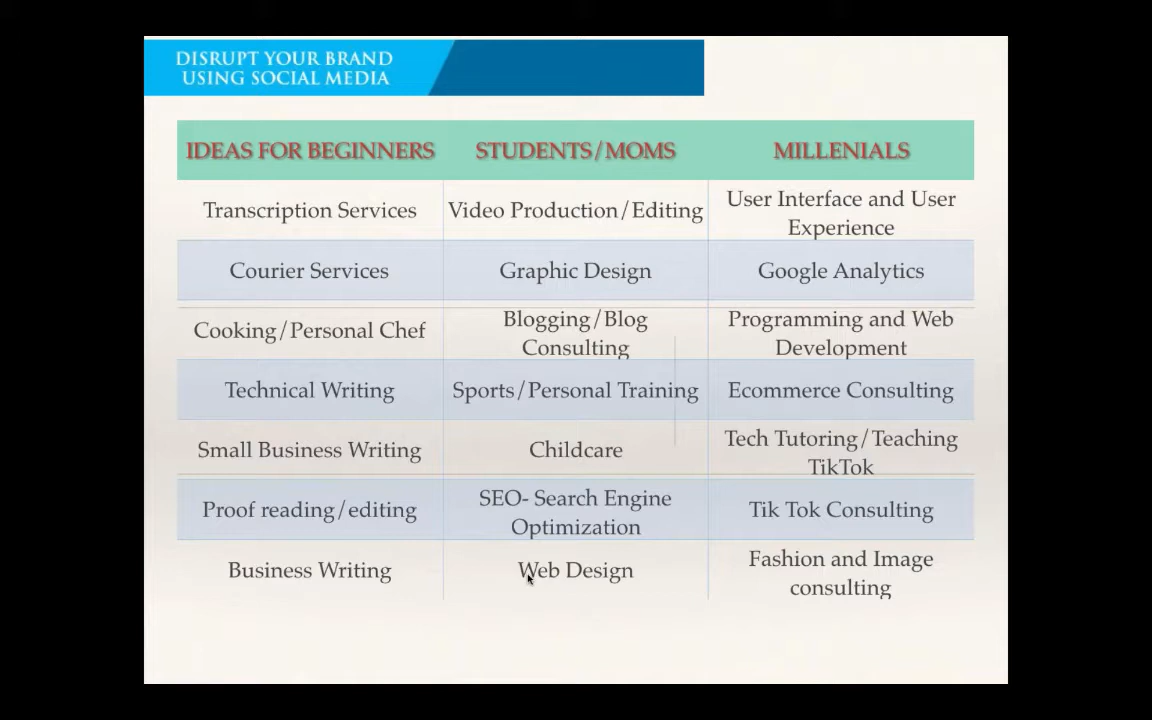 DISRUPT YOUR BRAND
USING SOCIAL MEDIA
IDEAS FOR BEGINNERS STUDENTS/MOMS MILLENIALS
Transcription Services Video Production/Editing User Interface and User
Experience
Courier Services Graphic Design Google Analytics
Cooking/Personal Chef Blogging/Blog Programming and Web
Consulting Development
Technical Writing Sports/Personal Training Ecommerce Consulting
Small Business Writing Childcare Tech Tutoring/Teaching
TikTok
Proof reading/editing SEO- Search Engine Tik Tok Consulting
Optimization
Business Writing Web Design Fashion and Image
consulting